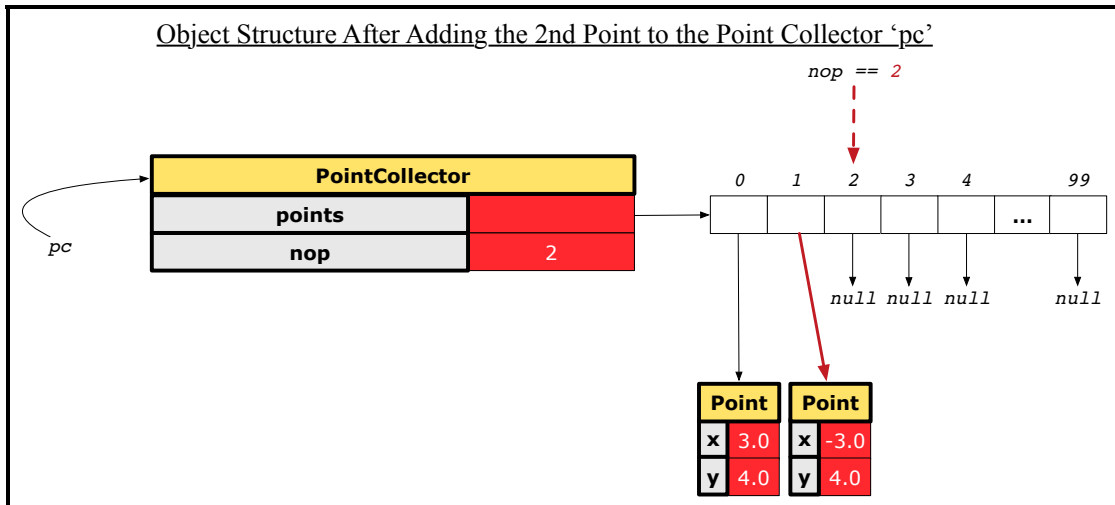 Object Structure After Adding the 2nd Point to the Point Collector ‘pc’
nop == 2
PointCollector
0 1 2 3 4 99
points
...
pc
nop 2
null null null null
Point Point
x 3.0 x -3.0
y 4.0 y 4.0